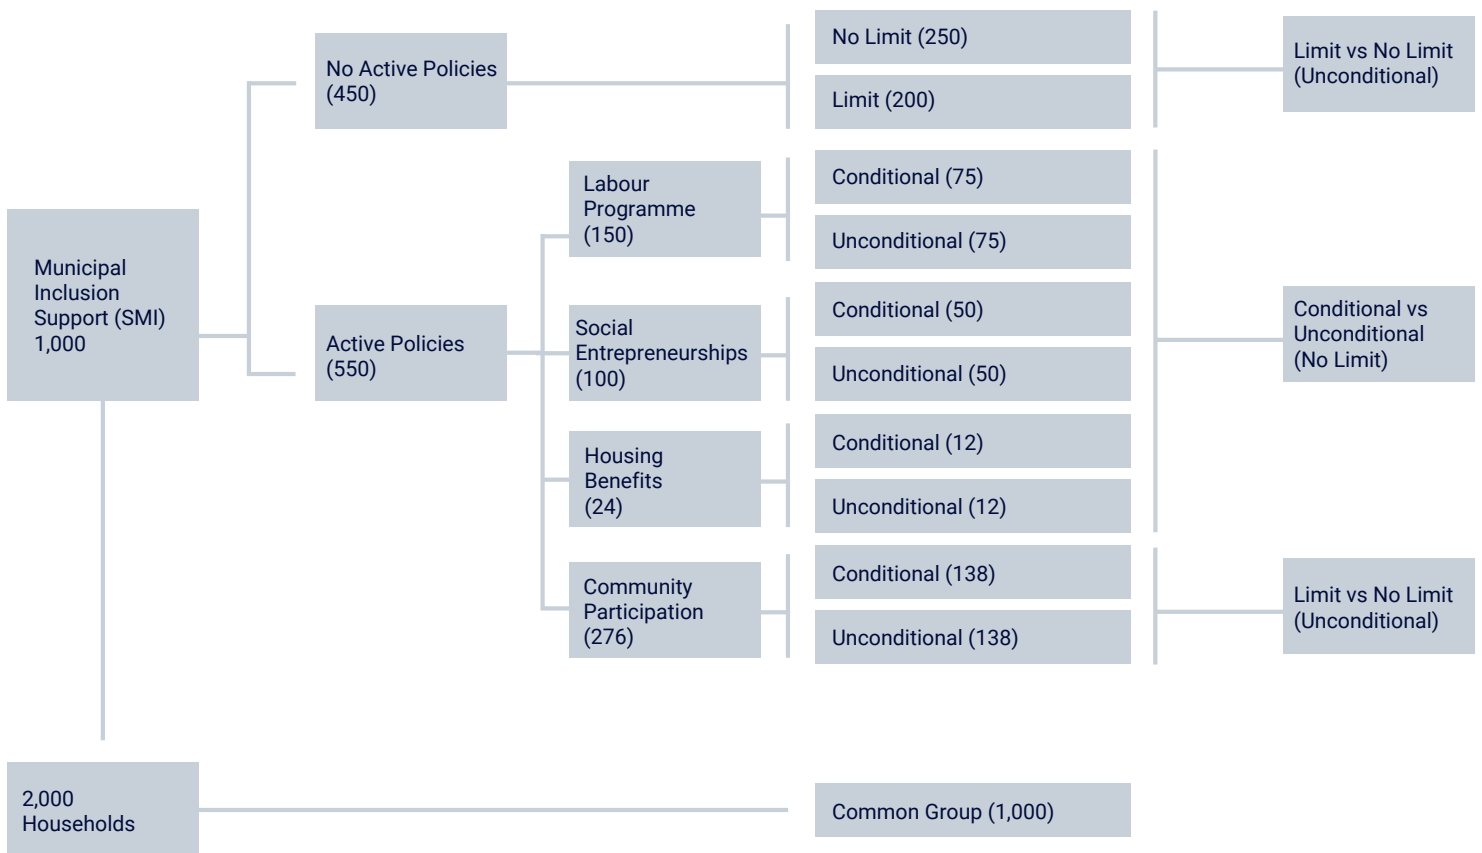 Municipal
Inclusion
Support (SMI)
1,000
2,000
Households
No Active Policies
(450)
Active Policies
(550)
Labour
Programme
(150)
Social
Entrepreneurships
(100)
Housing
Benefits
(24)
Community
Participation
(276)
No Limit (250)
Limit (200)
Conditional (75)
Unconditional (75)
Conditional (50)
Unconditional (50)
Conditional (12)
Unconditional (12)
Conditional (138)
Unconditional (138)
Common Group (1,000)
Limit vs No Limit
(Unconditional)
Conditional vs
Unconditional
(No Limit)
Limit vs No Limit
(Unconditional)